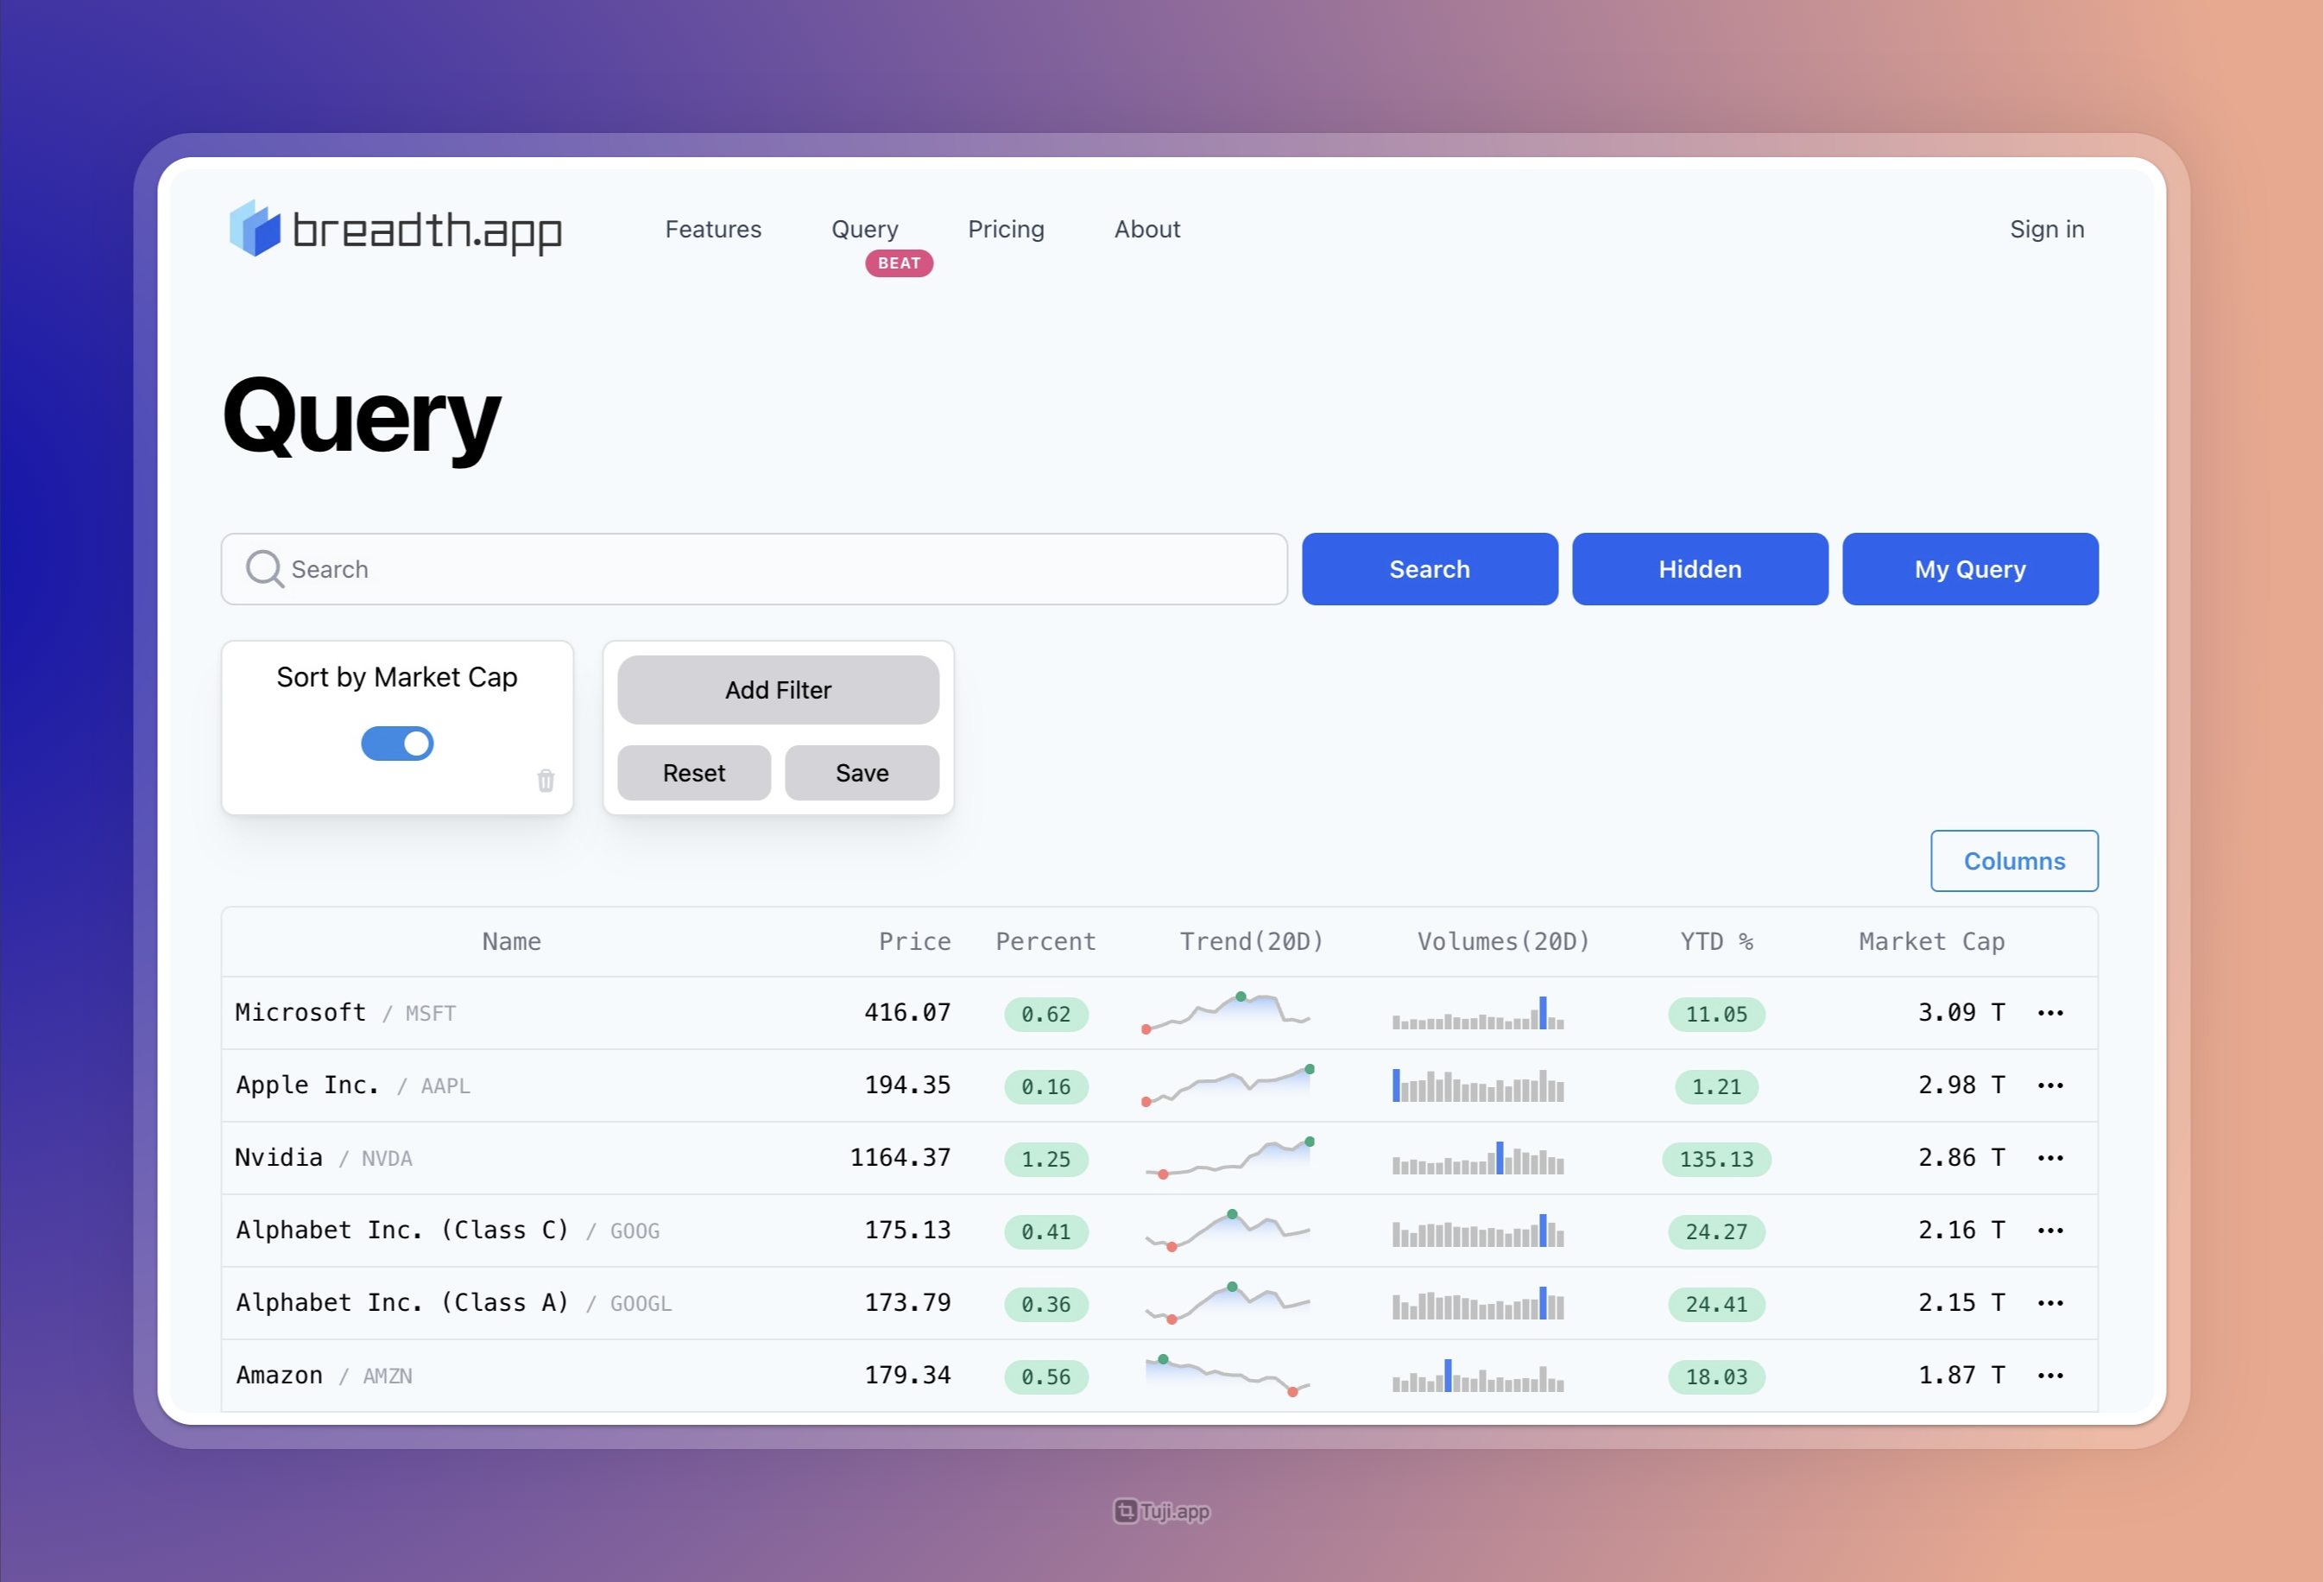 breadth.app Features Query Pricing About Sign in
BEAT
Query
Search Search Hidden My Query
Sort by Market Cap
Add Filter
Reset Save
Columns
Name Price Percent Trend(20D) Volumes(20D) YTD % Market Cap
Microsoft / MSFT 416.07 0.62 11.05 3.09 T •••
Apple Inc. / AAPL 194.35 0.16 1.21 2.98 T •••
Nvidia / NVDA 1164.37 1.25 135.13 2.86 T •••
Alphabet Inc. (Class C) / GOOG 175.13 0.41 24.27 2.16 T •••
Alphabet Inc. (Class A) / GOOGL 173.79 0.36 24.41 2.15 T •••
Amazon / AMZN 179.34 0.56 18.03 1.87 T •••
Tuji.app